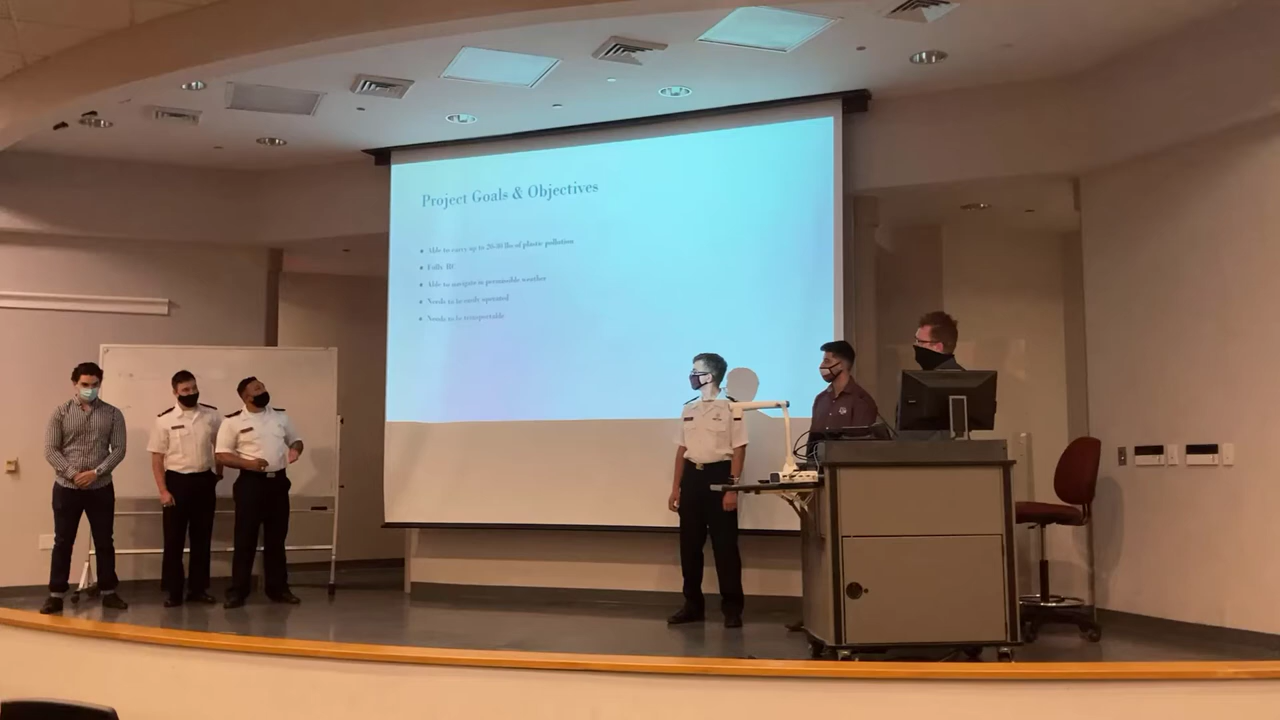 Project Goals & Objectives
● Able to carry up to 20-30 lbs of plastic pollution
● Fully
● Able to navigate in permissible weather
● Needs to be easily operated
● Needs to be transportable